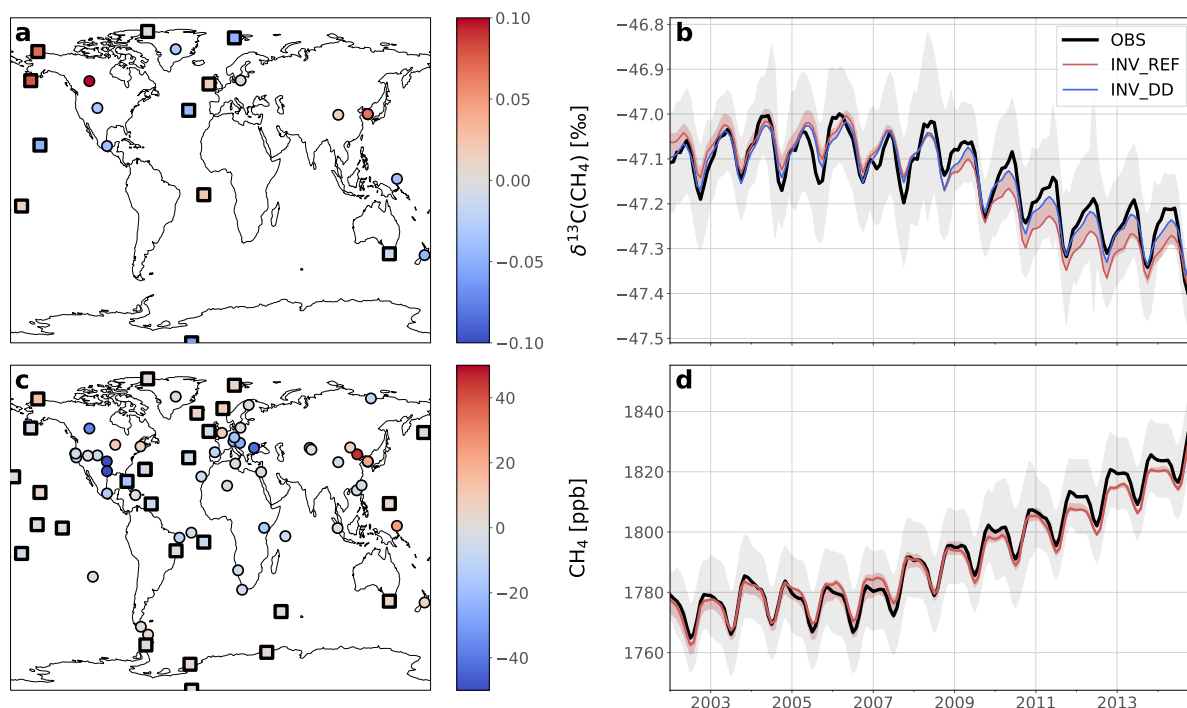 a
0.10
0.05
0.00
−0.05
−0.10
b
δ¹³C(CH₄) [‰]
−46.8
−46.9
−47.0
−47.1
−47.2
−47.3
−47.4
−47.5
OBS
INV_REF
INV_DD
c
40
20
0
−20
−40
d
CH₄ [ppb]
1840
1820
1800
1780
1760
2003 2005 2007 2009 2011 2013